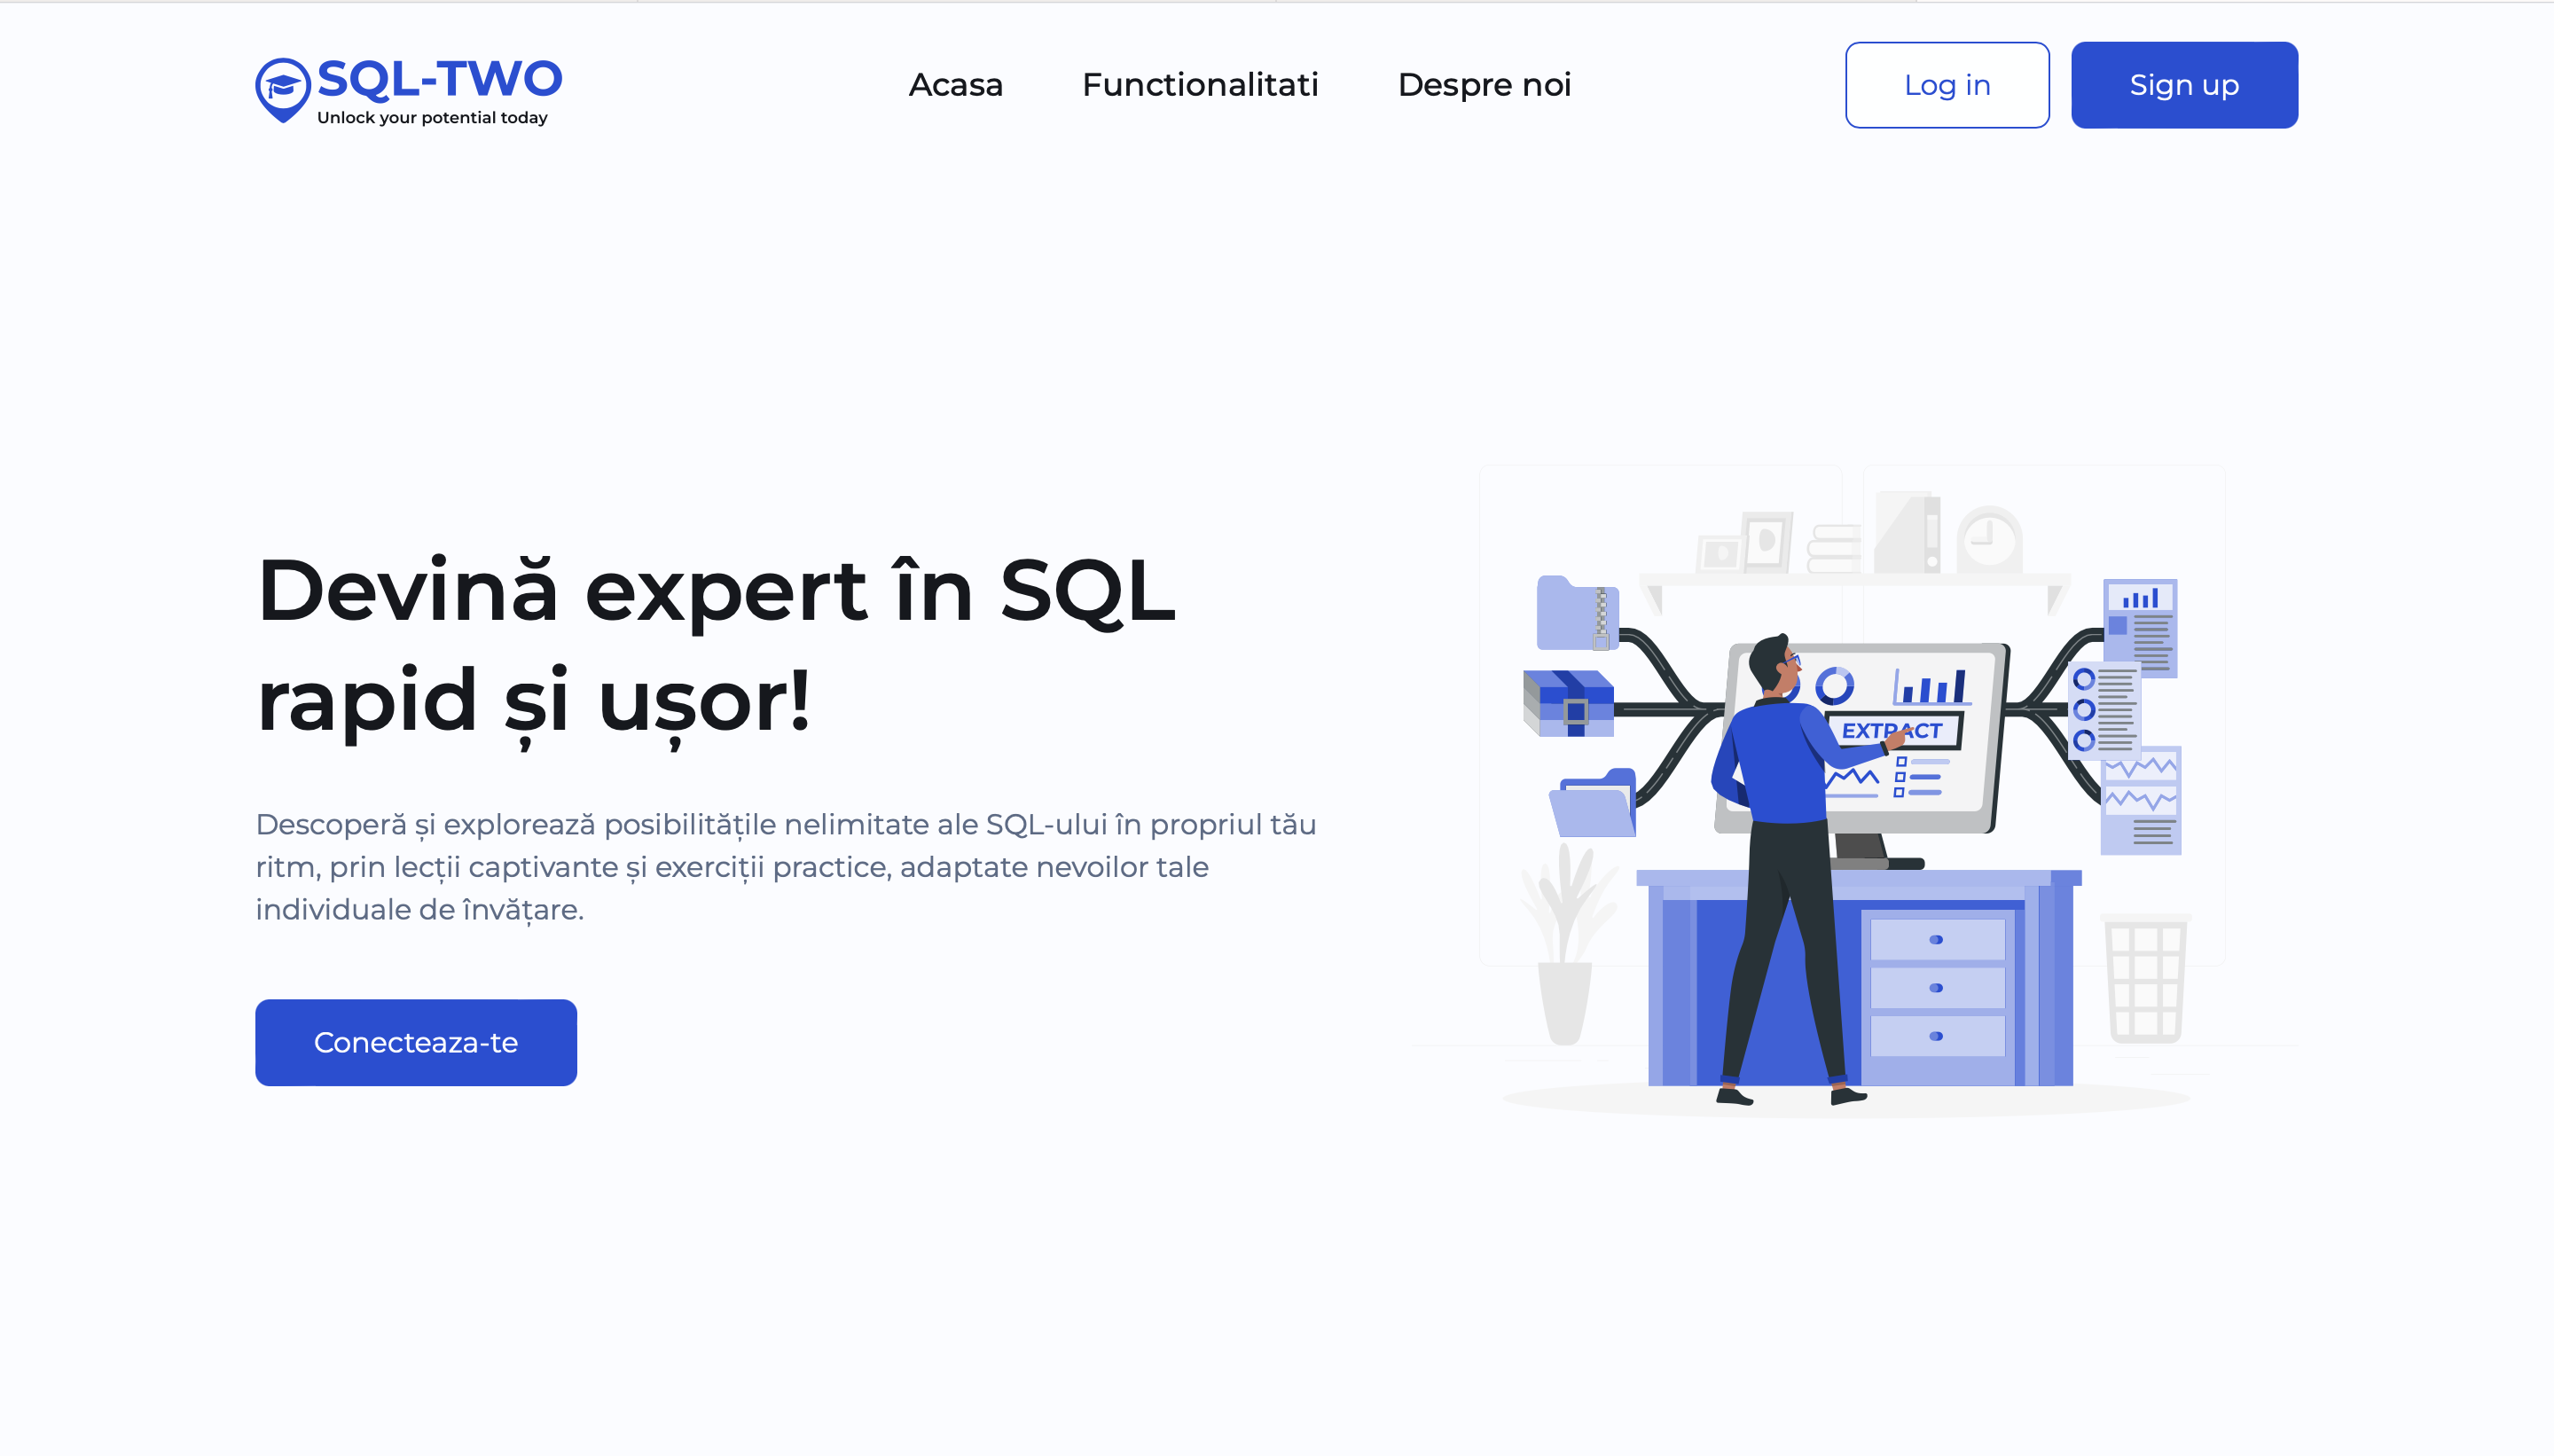 SQL-TWO
Unlock your potential today
Acasa
Functionalitati
Despre noi
Log in
Sign up
Devină expert în SQL
rapid și ușor!
Descoperă și explorează posibilitățile nelimitate ale SQL-ului în propriul tău
ritm, prin lecții captivante și exerciții practice, adaptate nevoilor tale
individuale de învățare.
Conecteaza-te
EXTRACT